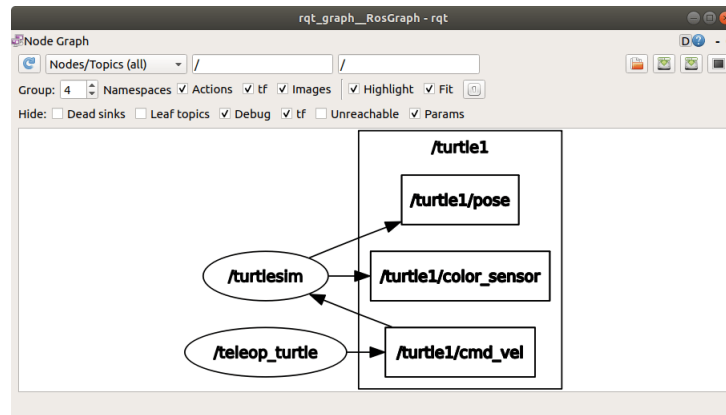 rqt_graph__RosGraph - rqt
Node Graph D -
Nodes/Topics (all) / /
Group: 4 Namespaces Actions tf Images Highlight Fit
Hide: Dead sinks Leaf topics Debug tf Unreachable Params
/turtle1
/turtle1/pose
/turtlesim /turtle1/color_sensor
/teleop_turtle /turtle1/cmd_vel